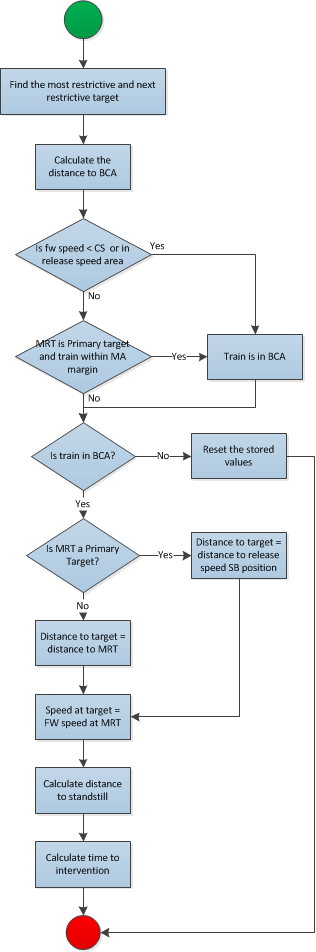 Find the most restrictive and next
restrictive target
Calculate the
distance to BCA
Is fw speed < CS or in
release speed area
Yes
No
MRT is Primary target
and train within MA
margin
Yes
Train is in BCA
No
Is train in BCA?
No
Reset the stored
values
Yes
Is MRT a Primary
Target?
Yes
Distance to target =
distance to release
speed SB position
No
Distance to target =
distance to MRT
Speed at target =
FW speed at MRT
Calculate distance
to standstill
Calculate time to
intervention